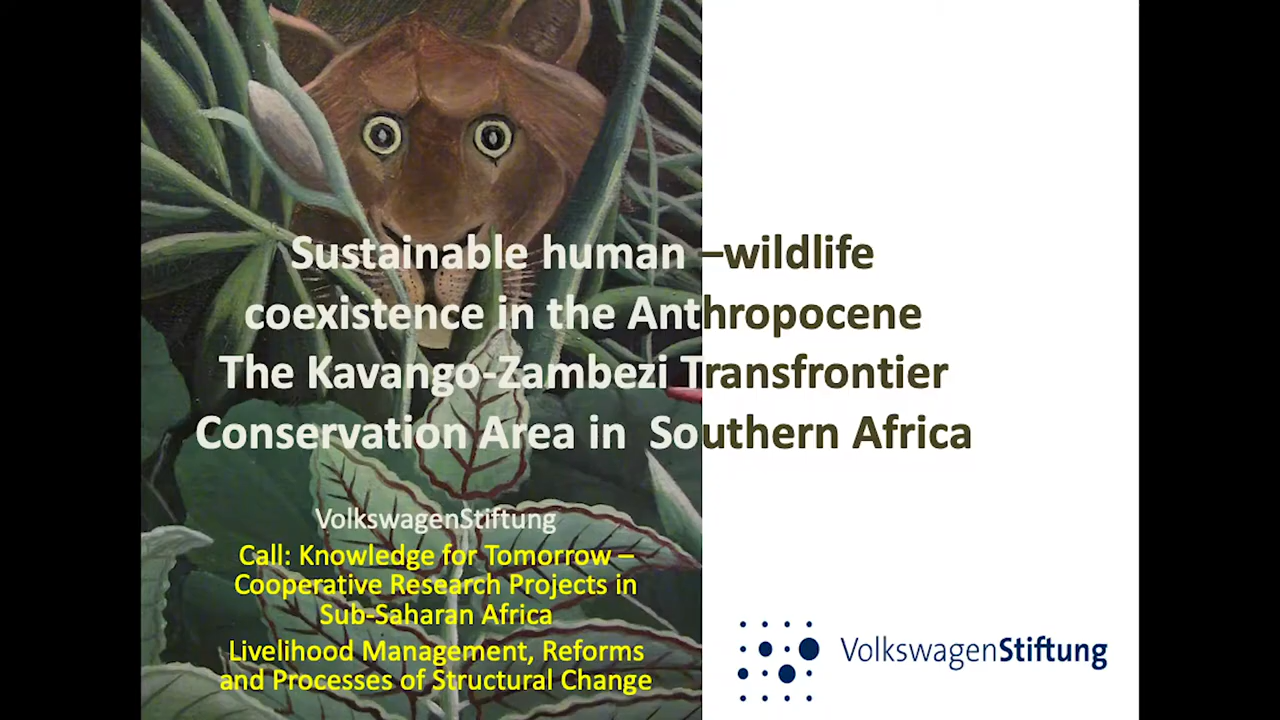 Sustainable human –wildlife
coexistence in the Anthropocene
The Kavango-Zambezi Transfrontier
Conservation Area in Southern Africa
VolkswagenStiftung
Call: Knowledge for Tomorrow –
Cooperative Research Projects in
Sub-Saharan Africa
Livelihood Management, Reforms
and Processes of Structural Change
VolkswagenStiftung